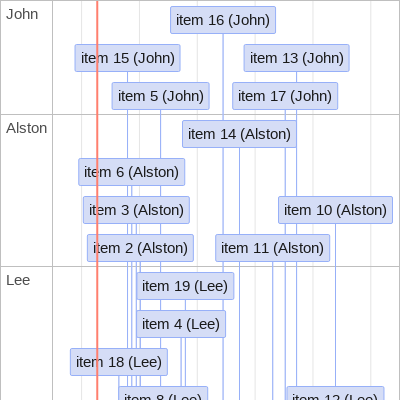 John
item 16 (John)
item 15 (John)
item 13 (John)
item 5 (John)
item 17 (John)
Alston
item 14 (Alston)
item 6 (Alston)
item 3 (Alston)
item 10 (Alston)
item 2 (Alston)
item 11 (Alston)
Lee
item 19 (Lee)
item 4 (Lee)
item 18 (Lee)
item 8 (Lee)
item 12 (Lee)